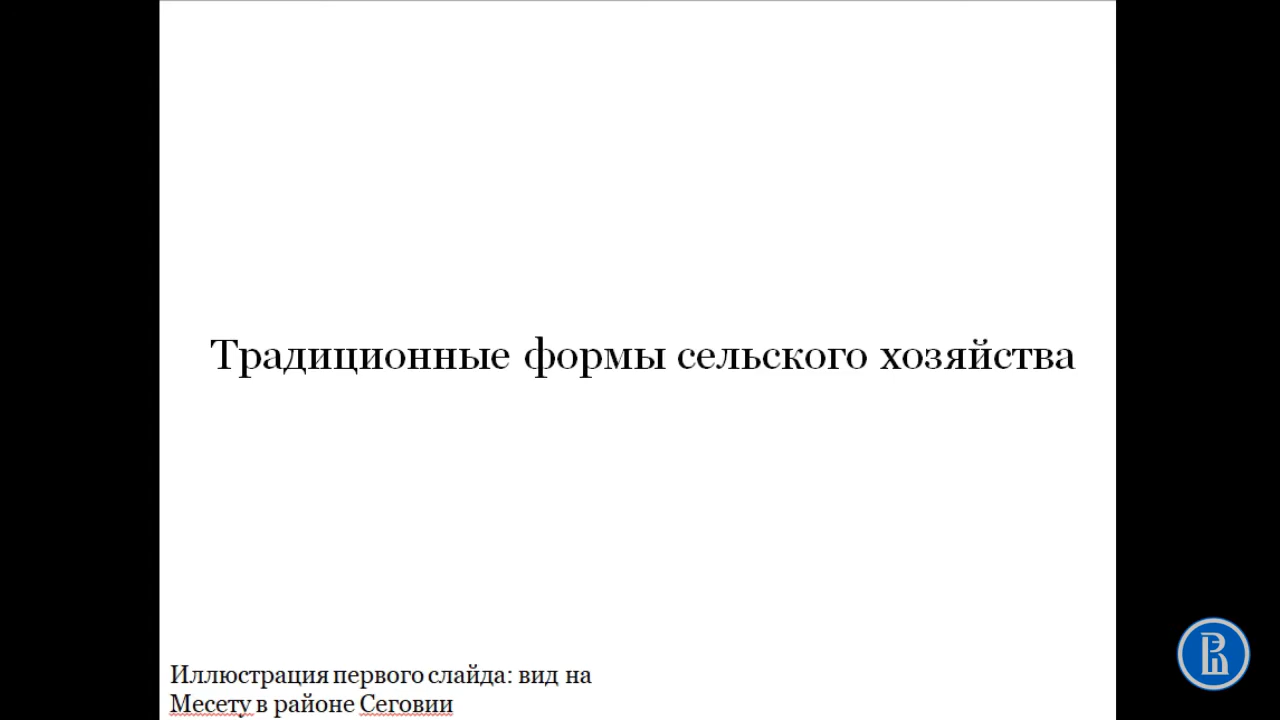 Традиционные формы сельского хозяйства
Иллюстрация первого слайда: вид на
Месету в районе Сеговии